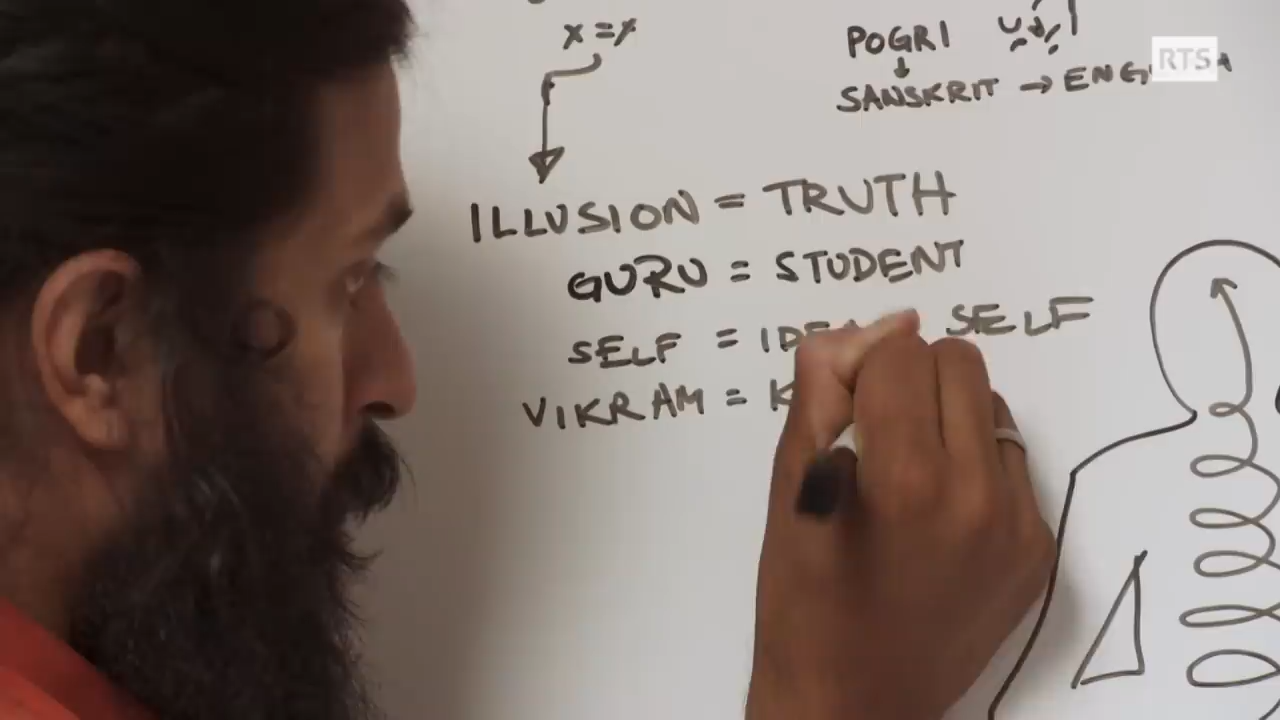 x = y
POGRI
SANSKRIT → ENG
RTS
ILLUSION = TRUTH
GURU = STUDENT
SELF = SELF
VIKRAM =